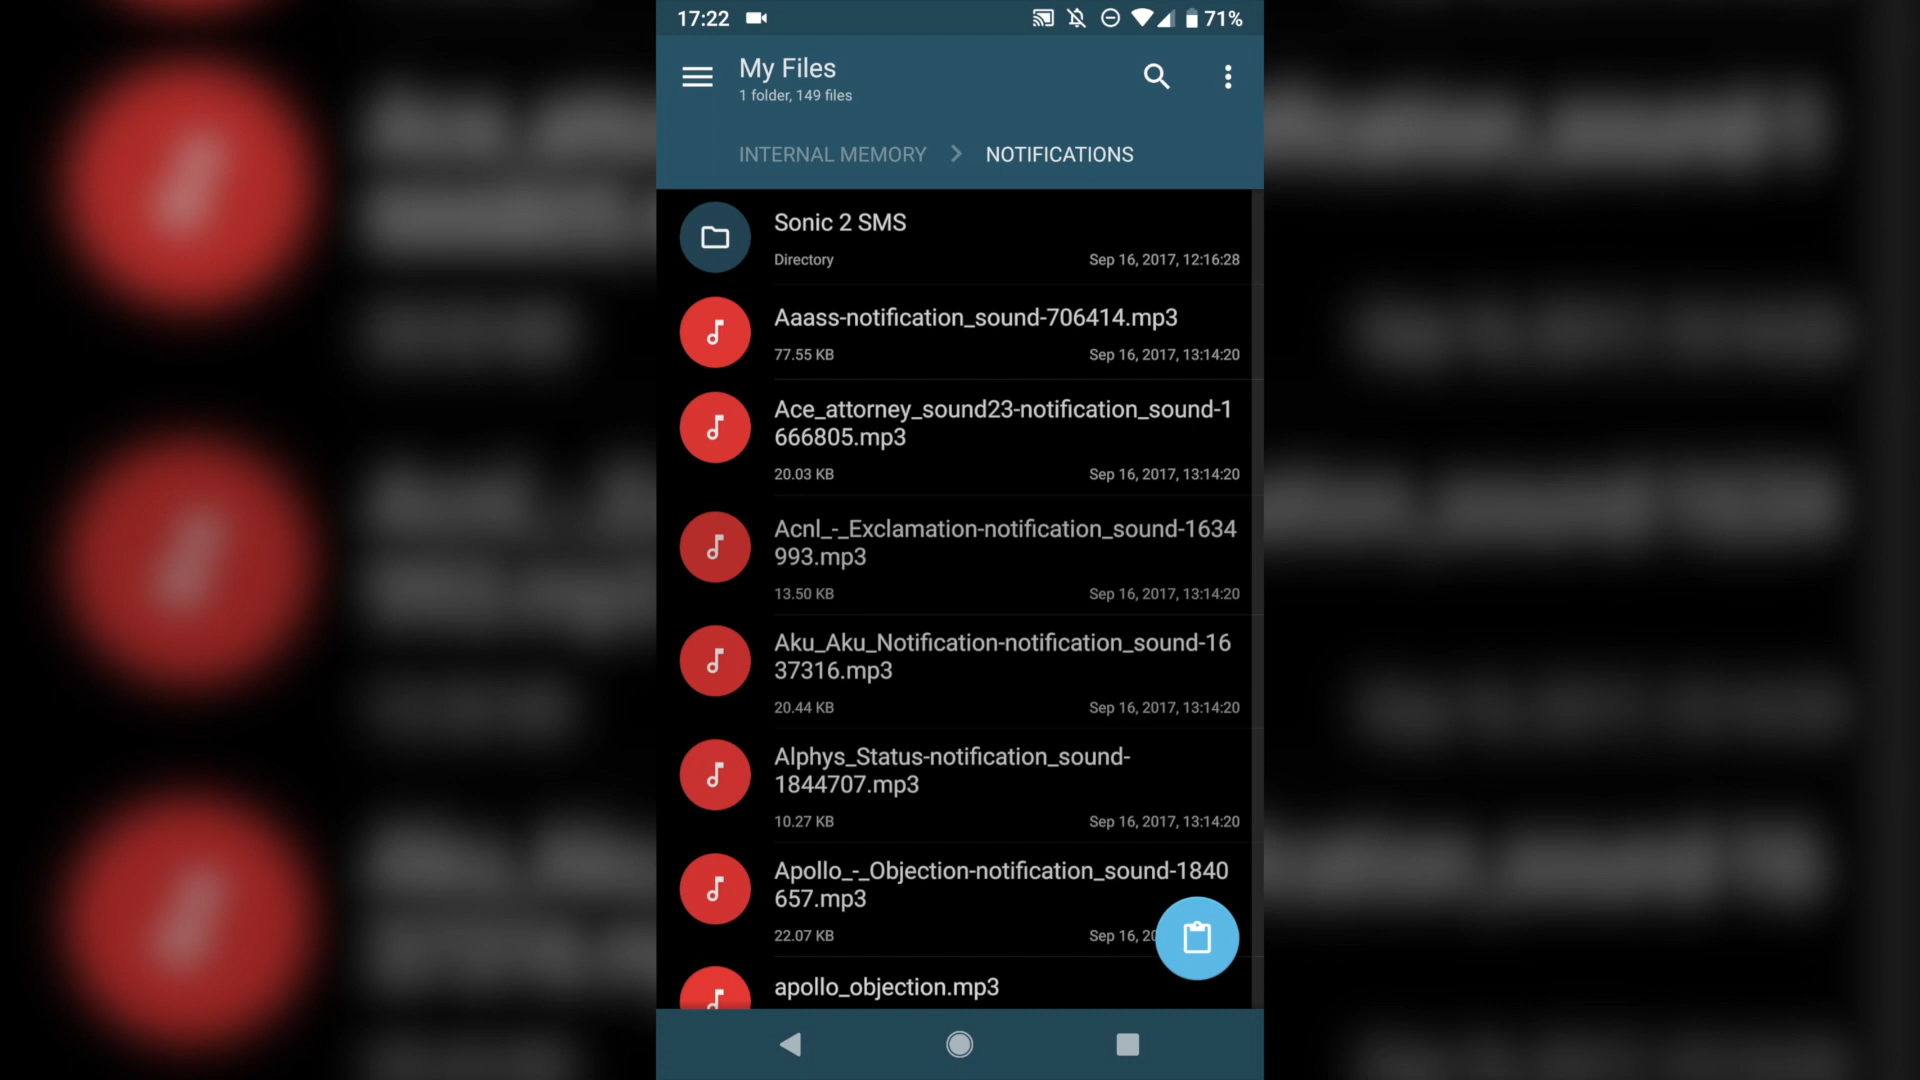 17:22
71%
My Files
1 folder, 149 files
INTERNAL MEMORY
NOTIFICATIONS
Sonic 2 SMS
Directory
Sep 16, 2017, 12:16:28
Aaass-notification_sound-706414.mp3
77.55 KB
Sep 16, 2017, 13:14:20
Ace_attorney_sound23-notification_sound-1
666805.mp3
20.03 KB
Sep 16, 2017, 13:14:20
Acnl_-_Exclamation-notification_sound-1634
993.mp3
13.50 KB
Sep 16, 2017, 13:14:20
Aku_Aku_Notification-notification_sound-16
37316.mp3
20.44 KB
Sep 16, 2017, 13:14:20
Alphys_Status-notification_sound-
1844707.mp3
10.27 KB
Sep 16, 2017, 13:14:20
Apollo_-_Objection-notification_sound-1840
657.mp3
22.07 KB
Sep 16, 20
apollo_objection.mp3